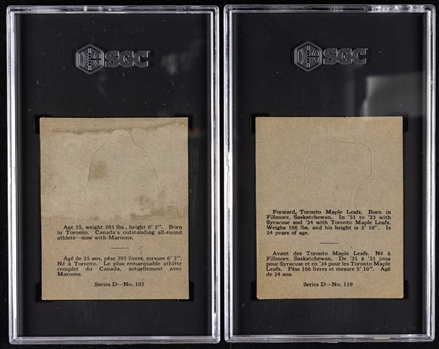 SGC
Age 35, weight 205 lbs., height 6' 2". Born
in Toronto. Canada's outstanding all-round
athlete—now with Maroons.
Agé de 35 ans, pèse 205 livres, mesure 6' 2".
Né à Toronto. Le plus remarquable athlète
complet du Canada, actuellement avec
Maroons.
Series D—No. 102
SGC
Forward, Toronto Maple Leafs. Born in
Fillmore, Saskatchewan. In '31 to '33 with
Syracuse and '34 with Toronto Maple Leafs.
Weighs 166 lbs. and his height is 5' 10". Is
24 years of age.
Avant des Toronto Maple Leafs. Né à
Fillmore, Saskatchewan. De '31 à '33 joua
pour Syracuse et en '34 pour les Toronto Maple
Leafs. Pèse 166 livres et mesure 5' 10". Agé
de 24 ans.
Series D—No. 119